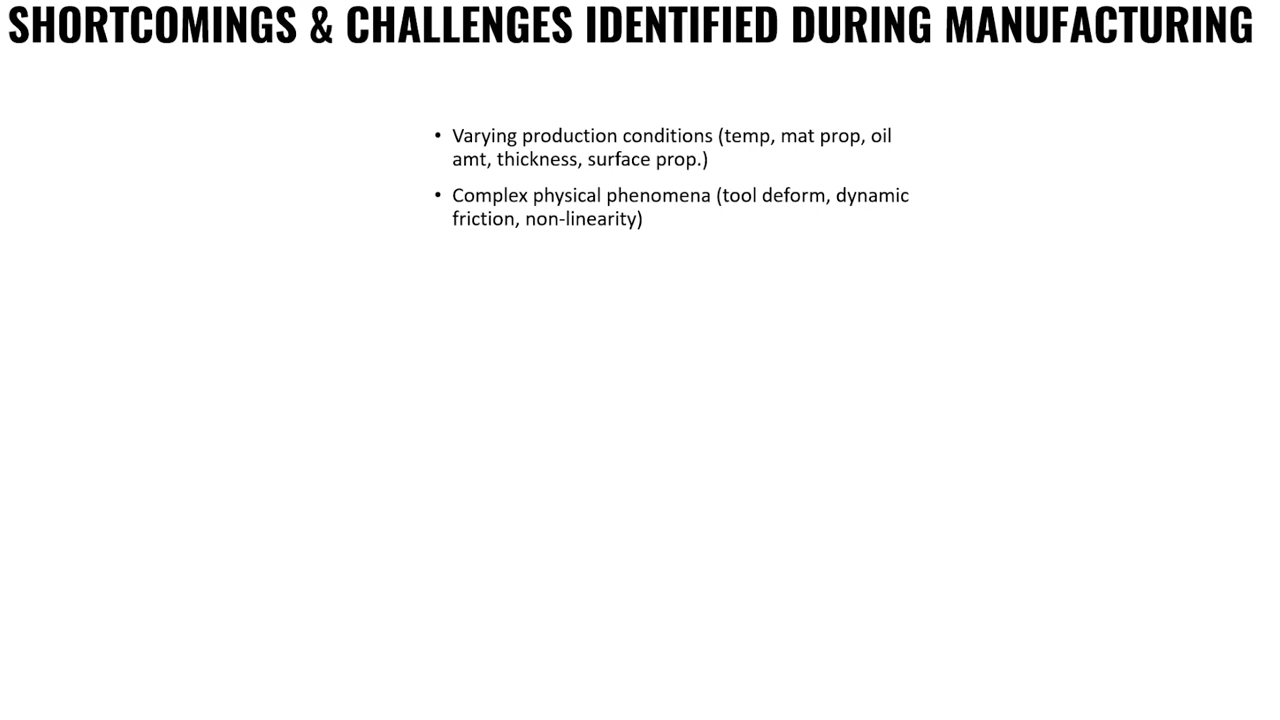 SHORTCOMINGS & CHALLENGES IDENTIFIED DURING MANUFACTURING
• Varying production conditions (temp, mat prop, oil
amt, thickness, surface prop.)
• Complex physical phenomena (tool deform, dynamic
friction, non-linearity)